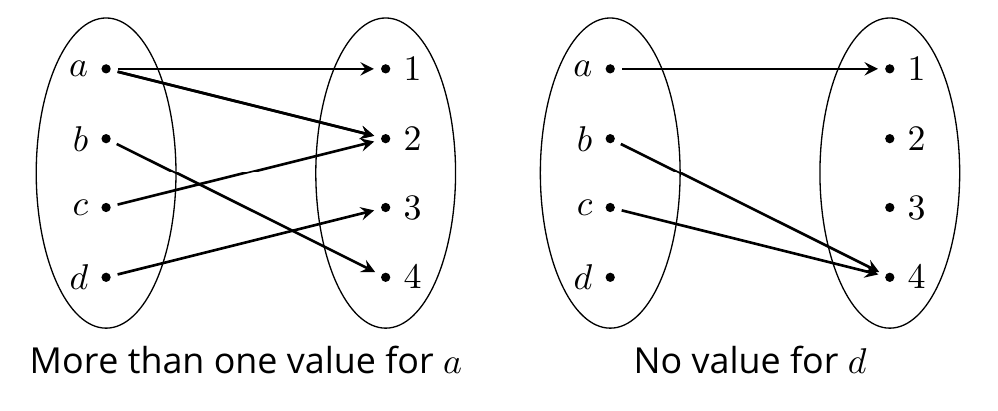 a 1 a 1
b 2 b 2
c 3 c 3
d 4 d 4
More than one value for a No value for d